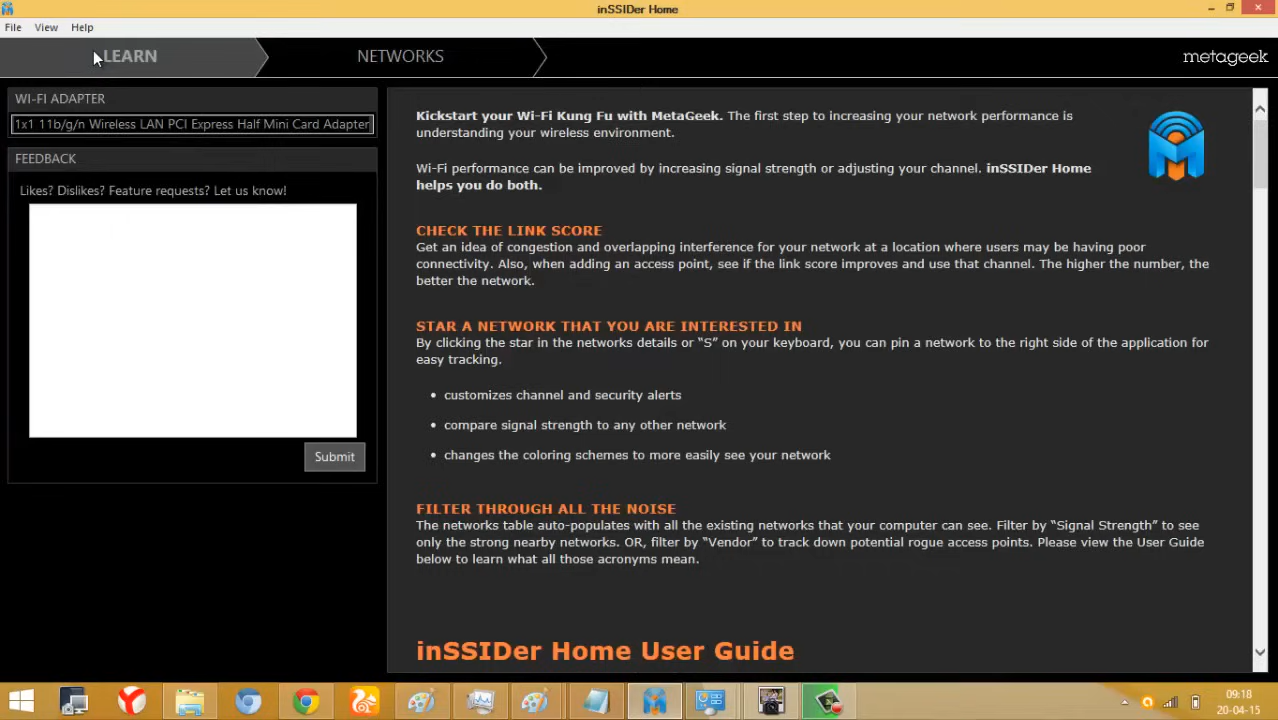 inSSIDer Home
File View Help
LEARN NETWORKS metageek
WI-FI ADAPTER
1x1 11b/g/n Wireless LAN PCI Express Half Mini Card Adapter
FEEDBACK
Likes? Dislikes? Feature requests? Let us know!
Submit
Kickstart your Wi-Fi Kung Fu with MetaGeek. The first step to increasing your network performance is
understanding your wireless environment.
Wi-Fi performance can be improved by increasing signal strength or adjusting your channel. inSSIDer Home
helps you do both.
CHECK THE LINK SCORE
Get an idea of congestion and overlapping interference for your network at a location where users may be having poor
connectivity. Also, when adding an access point, see if the link score improves and use that channel. The higher the number, the
better the network.
STAR A NETWORK THAT YOU ARE INTERESTED IN
By clicking the star in the networks details or “S” on your keyboard, you can pin a network to the right side of the application for
easy tracking.
• customizes channel and security alerts
• compare signal strength to any other network
• changes the coloring schemes to more easily see your network
FILTER THROUGH ALL THE NOISE
The networks table auto-populates with all the existing networks that your computer can see. Filter by “Signal Strength” to see
only the strong nearby networks. OR, filter by “Vendor” to track down potential rogue access points. Please view the User Guide
below to learn what all those acronyms mean.
inSSIDer Home User Guide
09:18
20-04-15